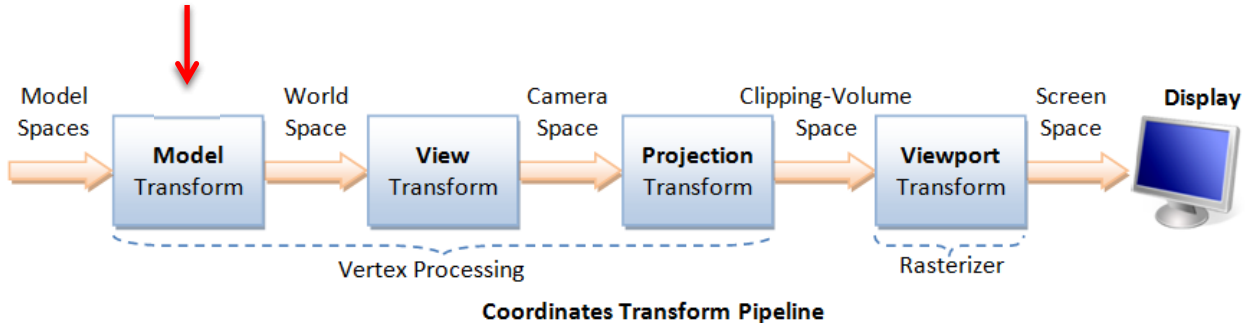 Model
Spaces
Model
Transform
World
Space
View
Transform
Camera
Space
Projection
Transform
Clipping-Volume
Space
Viewport
Transform
Screen
Space
Display
Vertex Processing
Rasterizer
Coordinates Transform Pipeline